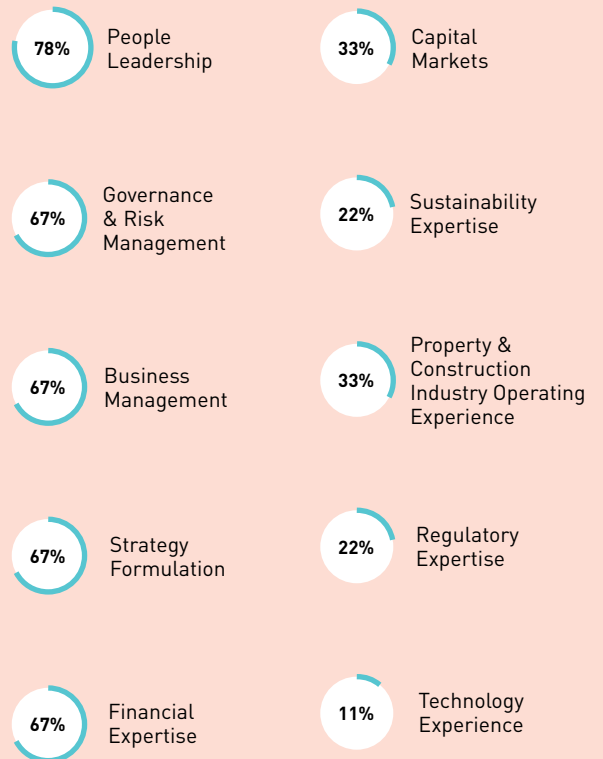 78%
People
Leadership
33%
Capital
Markets
67%
Governance
& Risk
Management
22%
Sustainability
Expertise
67%
Business
Management
33%
Property &
Construction
Industry Operating
Experience
67%
Strategy
Formulation
22%
Regulatory
Expertise
67%
Financial
Expertise
11%
Technology
Experience